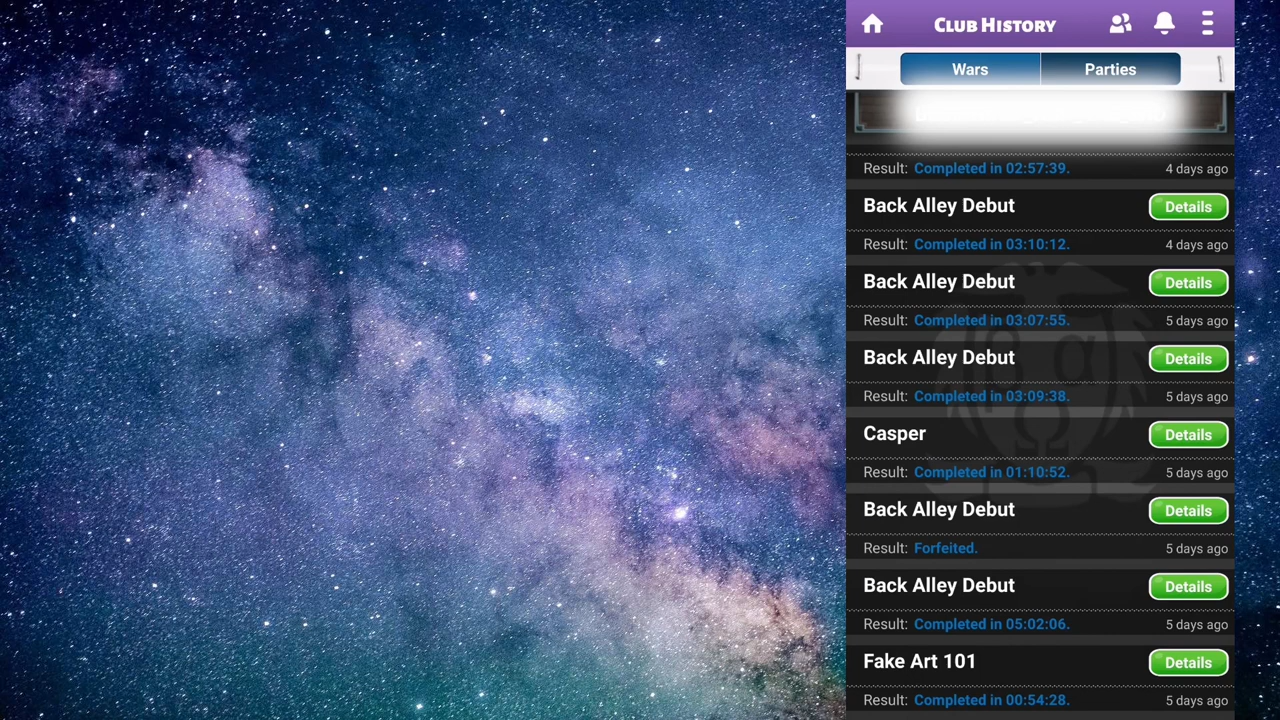 Club History
Wars
Parties
Result: Completed in 02:57:39.
4 days ago
Back Alley Debut
Details
Result: Completed in 03:10:12.
4 days ago
Back Alley Debut
Details
Result: Completed in 03:07:55.
5 days ago
Back Alley Debut
Details
Result: Completed in 03:09:38.
5 days ago
Casper
Details
Result: Completed in 01:10:52.
5 days ago
Back Alley Debut
Details
Result: Forfeited.
5 days ago
Back Alley Debut
Details
Result: Completed in 05:02:06.
5 days ago
Fake Art 101
Details
Result: Completed in 00:54:28.
5 days ago